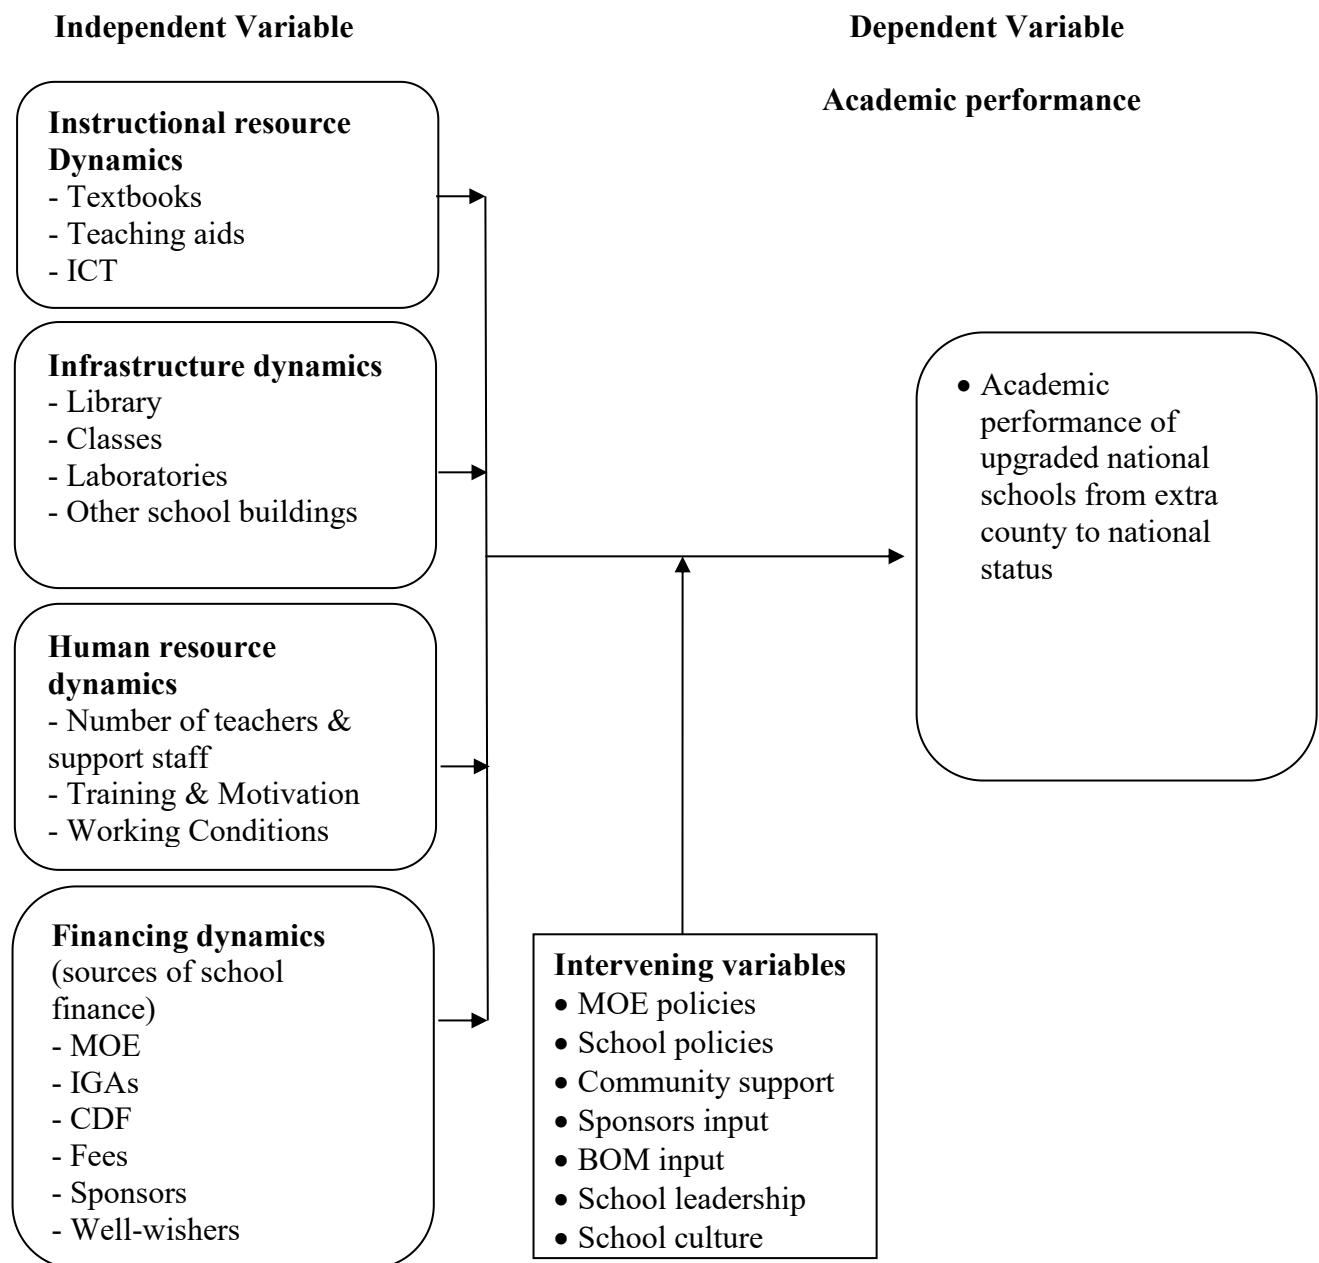 Independent Variable
Dependent Variable
Academic performance
Instructional resource
Dynamics
- Textbooks
- Teaching aids
- ICT
Infrastructure dynamics
- Library
- Classes
- Laboratories
- Other school buildings
Human resource
dynamics
- Number of teachers &
support staff
- Training & Motivation
- Working Conditions
Financing dynamics
(sources of school
finance)
- MOE
- IGAs
- CDF
- Fees
- Sponsors
- Well-wishers
Intervening variables
• MOE policies
• School policies
• Community support
• Sponsors input
• BOM input
• School leadership
• School culture
• Academic
performance of
upgraded national
schools from extra
county to national
status